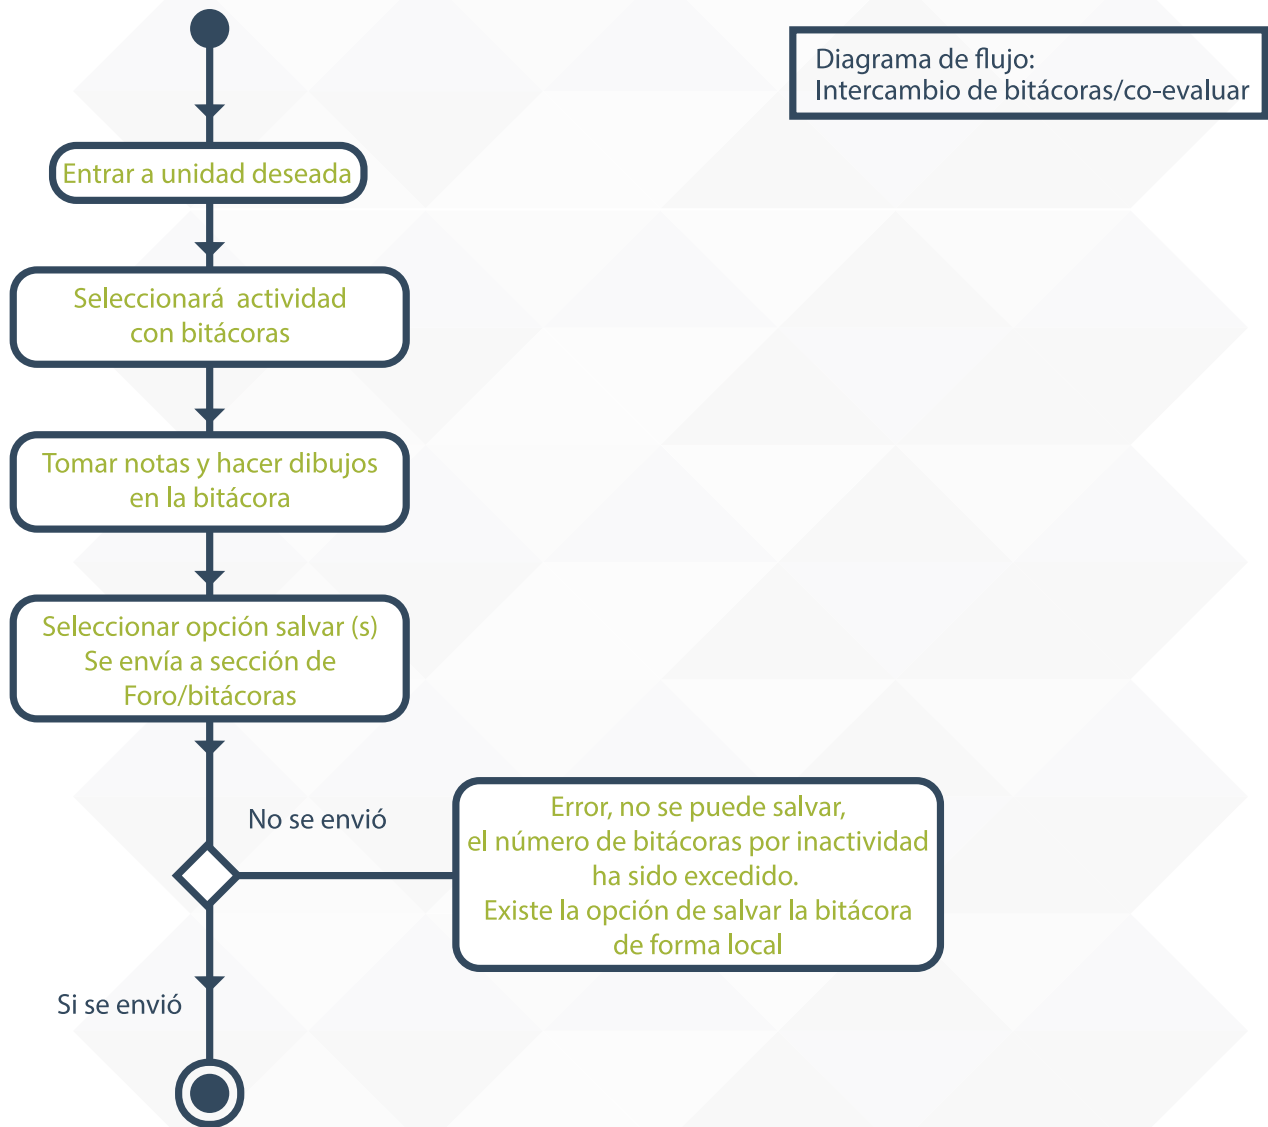 Diagrama de flujo:
Intercambio de bitácoras/co-evaluar
Entrar a unidad deseada
Seleccionará actividad
con bitácoras
Tomar notas y hacer dibujos
en la bitácora
Seleccionar opción salvar (s)
Se envía a sección de
Foro/bitácoras
No se envió
Error, no se puede salvar,
el número de bitácoras por inactividad
ha sido excedido.
Existe la opción de salvar la bitácora
de forma local
Si se envió